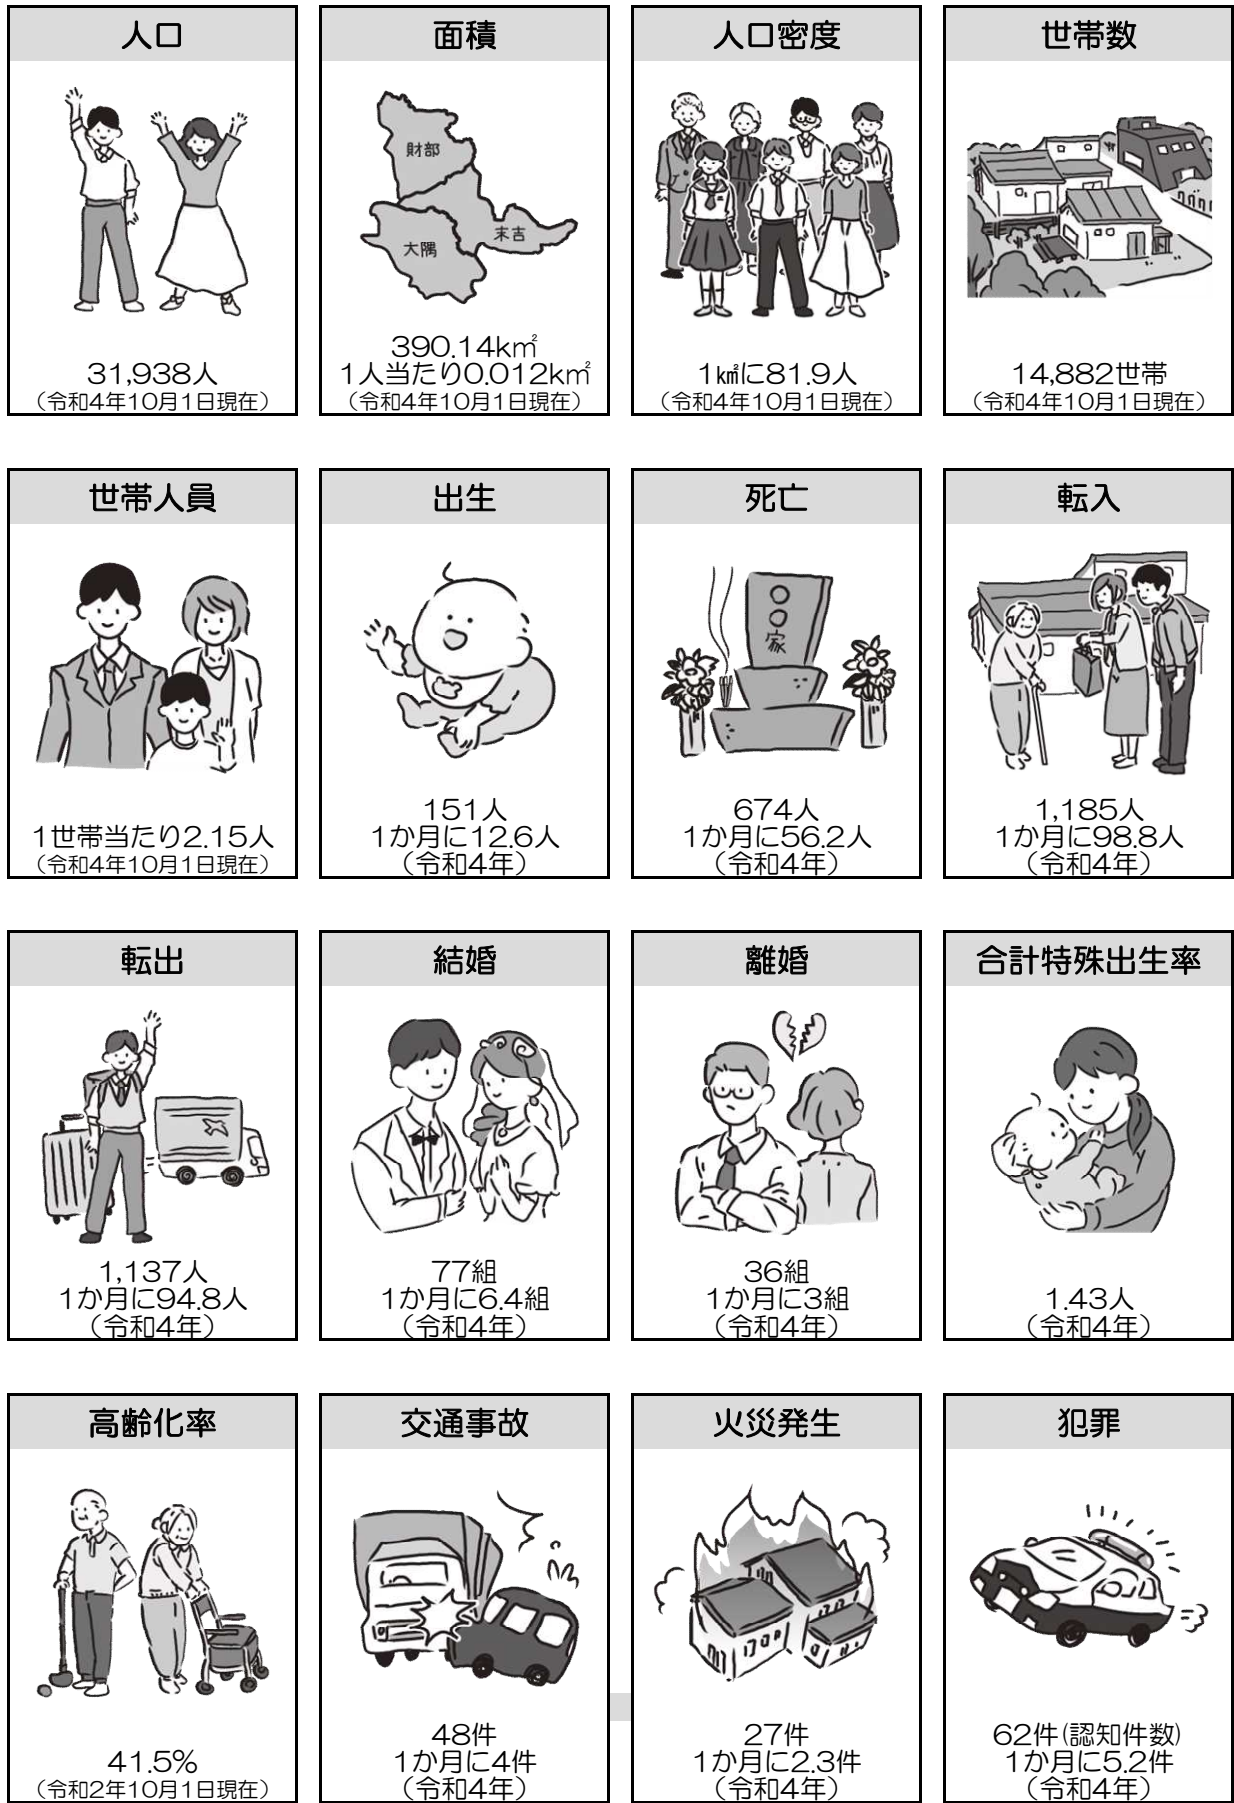 人口
31,938人
（令和4年10月1日現在）
面積
財部
末吉
大隅
390.14k㎡
1人当たり0.012k㎡
（令和4年10月1日現在）
人口密度
1㎢に81.9人
（令和4年10月1日現在）
世帯数
14,882世帯
（令和4年10月1日現在）
世帯人員
1世帯当たり2.15人
（令和4年10月1日現在）
出生
151人
1か月に12.6人
（令和4年）
死亡
〇〇家
674人
1か月に56.2人
（令和4年）
転入
1,185人
1か月に98.8人
（令和4年）
転出
1,137人
1か月に94.8人
（令和4年）
結婚
77組
1か月に6.4組
（令和4年）
離婚
36組
1か月に3組
（令和4年）
合計特殊出生率
1.43人
（令和4年）
高齢化率
41.5%
（令和2年10月1日現在）
交通事故
48件
1か月に4件
（令和4年）
火災発生
27件
1か月に2.3件
（令和4年）
犯罪
62件(認知件数)
1か月に5.2件
（令和4年）